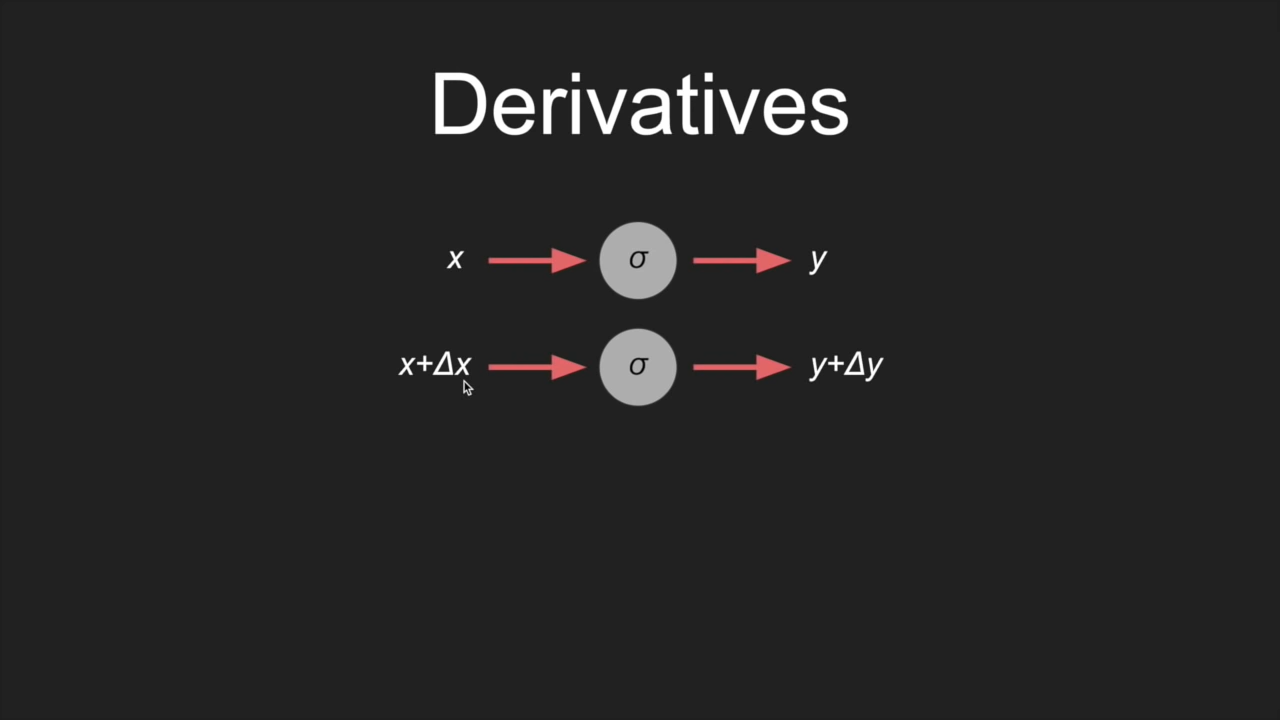 Derivatives
x σ y
x+Δx σ y+Δy